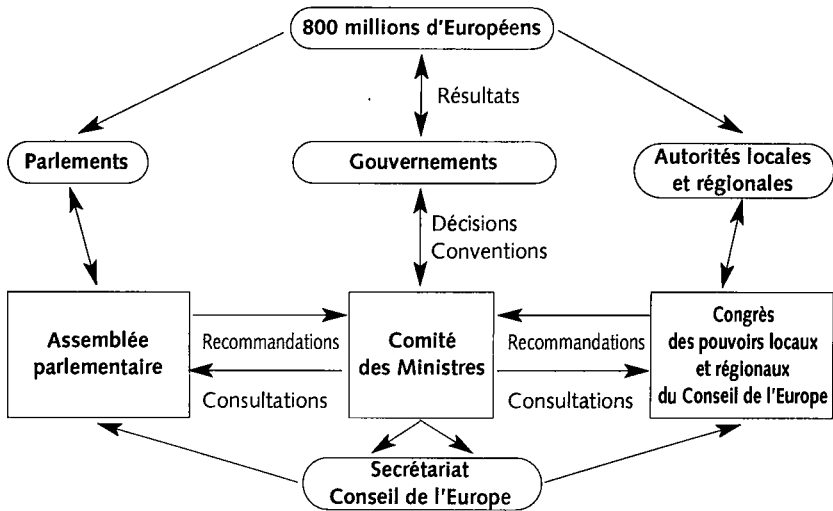 800 millions d'Européens
Résultats
Parlements
Gouvernements
Autorités locales
et régionales
Décisions
Conventions
Assemblée
parlementaire
Recommandations
Consultations
Comité
des Ministres
Recommandations
Consultations
Congrès
des pouvoirs locaux
et régionaux
du Conseil de l'Europe
Secrétariat
Conseil de l'Europe